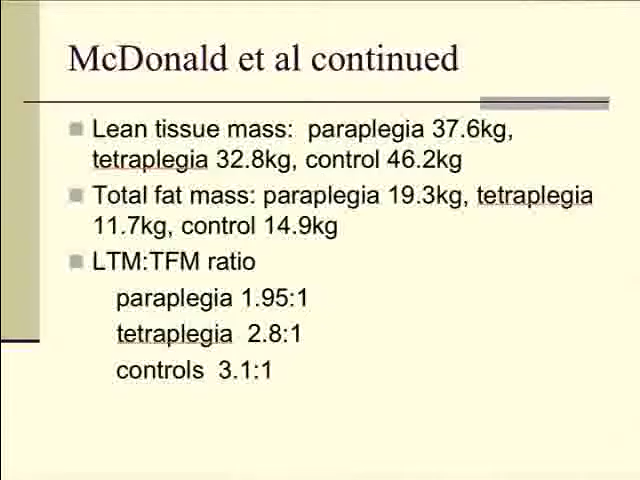 McDonald et al continued
Lean tissue mass:  paraplegia 37.6kg,
tetraplegia 32.8kg, control 46.2kg
Total fat mass: paraplegia 19.3kg, tetraplegia
11.7kg, control 14.9kg
LTM:TFM ratio
paraplegia 1.95:1
tetraplegia  2.8:1
controls  3.1:1